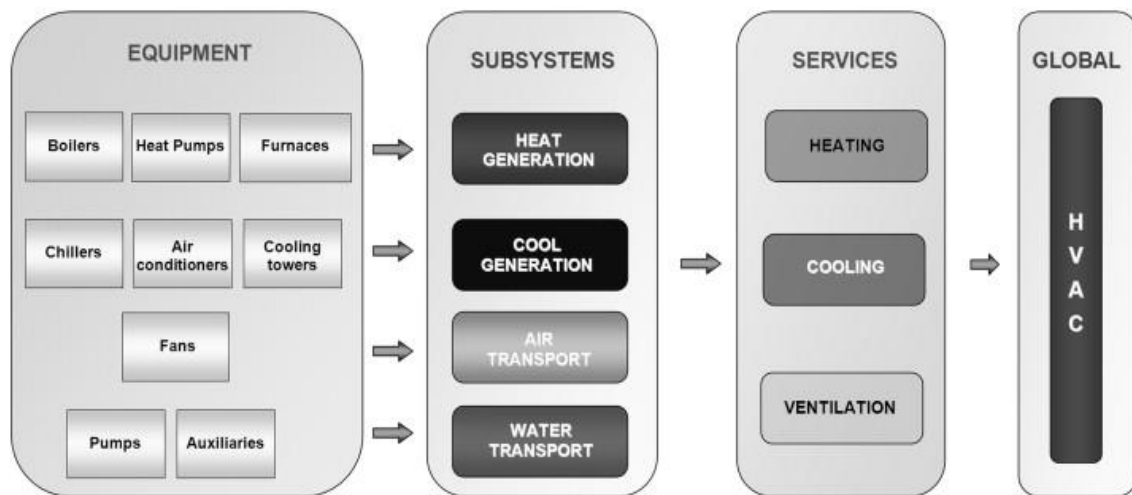 EQUIPMENT
Boilers
Heat Pumps
Furnaces
Chillers
Air
conditioners
Cooling
towers
Fans
Pumps
Auxiliaries
SUBSYSTEMS
HEAT
GENERATION
COOL
GENERATION
AIR
TRANSPORT
WATER
TRANSPORT
SERVICES
HEATING
COOLING
VENTILATION
GLOBAL
H
V
A
C